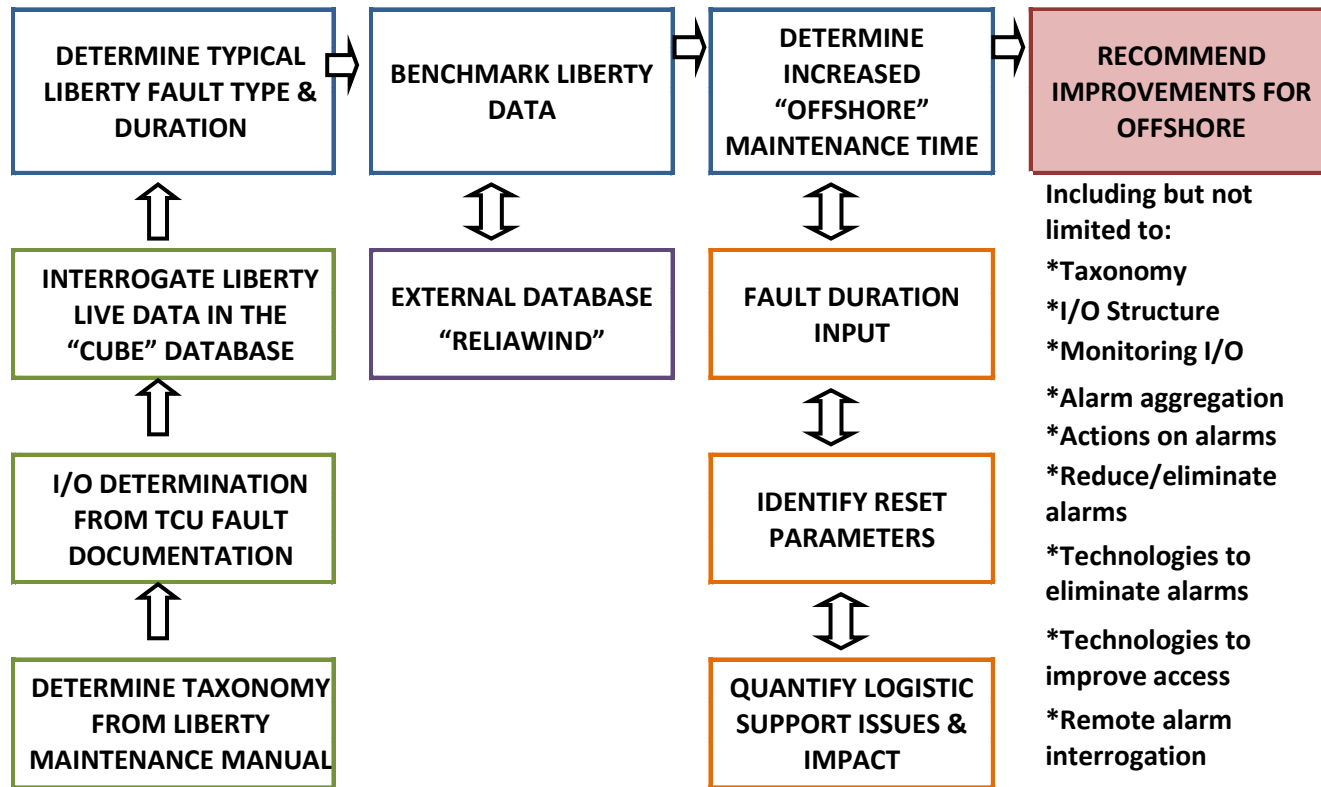 DETERMINE TYPICAL
LIBERTY FAULT TYPE &
DURATION
BENCHMARK LIBERTY
DATA
DETERMINE
INCREASED
“OFFSHORE”
MAINTENANCE TIME
RECOMMEND
IMPROVEMENTS FOR
OFFSHORE
INTERROGATE LIBERTY
LIVE DATA IN THE
“CUBE” DATABASE
EXTERNAL DATABASE
“RELIAWIND”
FAULT DURATION
INPUT
I/O DETERMINATION
FROM TCU FAULT
DOCUMENTATION
IDENTIFY RESET
PARAMETERS
DETERMINE TAXONOMY
FROM LIBERTY
MAINTENANCE MANUAL
QUANTIFY LOGISTIC
SUPPORT ISSUES &
IMPACT
Including but not
limited to:
*Taxonomy
*I/O Structure
*Monitoring I/O
*Alarm aggregation
*Actions on alarms
*Reduce/eliminate
alarms
*Technologies to
eliminate alarms
*Technologies to
improve access
*Remote alarm
interrogation